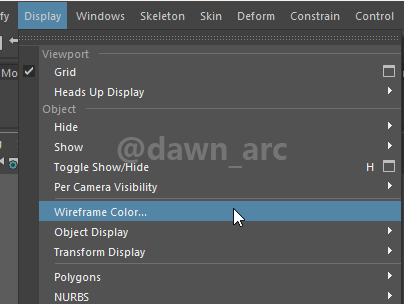 fy Display Windows Skeleton Skin Deform Constrain Control
Viewport
Mo
Grid
Heads Up Display
Object
Hide
Show
@dawn_arc
Toggle Show/Hide H
Per Camera Visibility
Wireframe Color...
Object Display
Transform Display
Polygons
NURBS